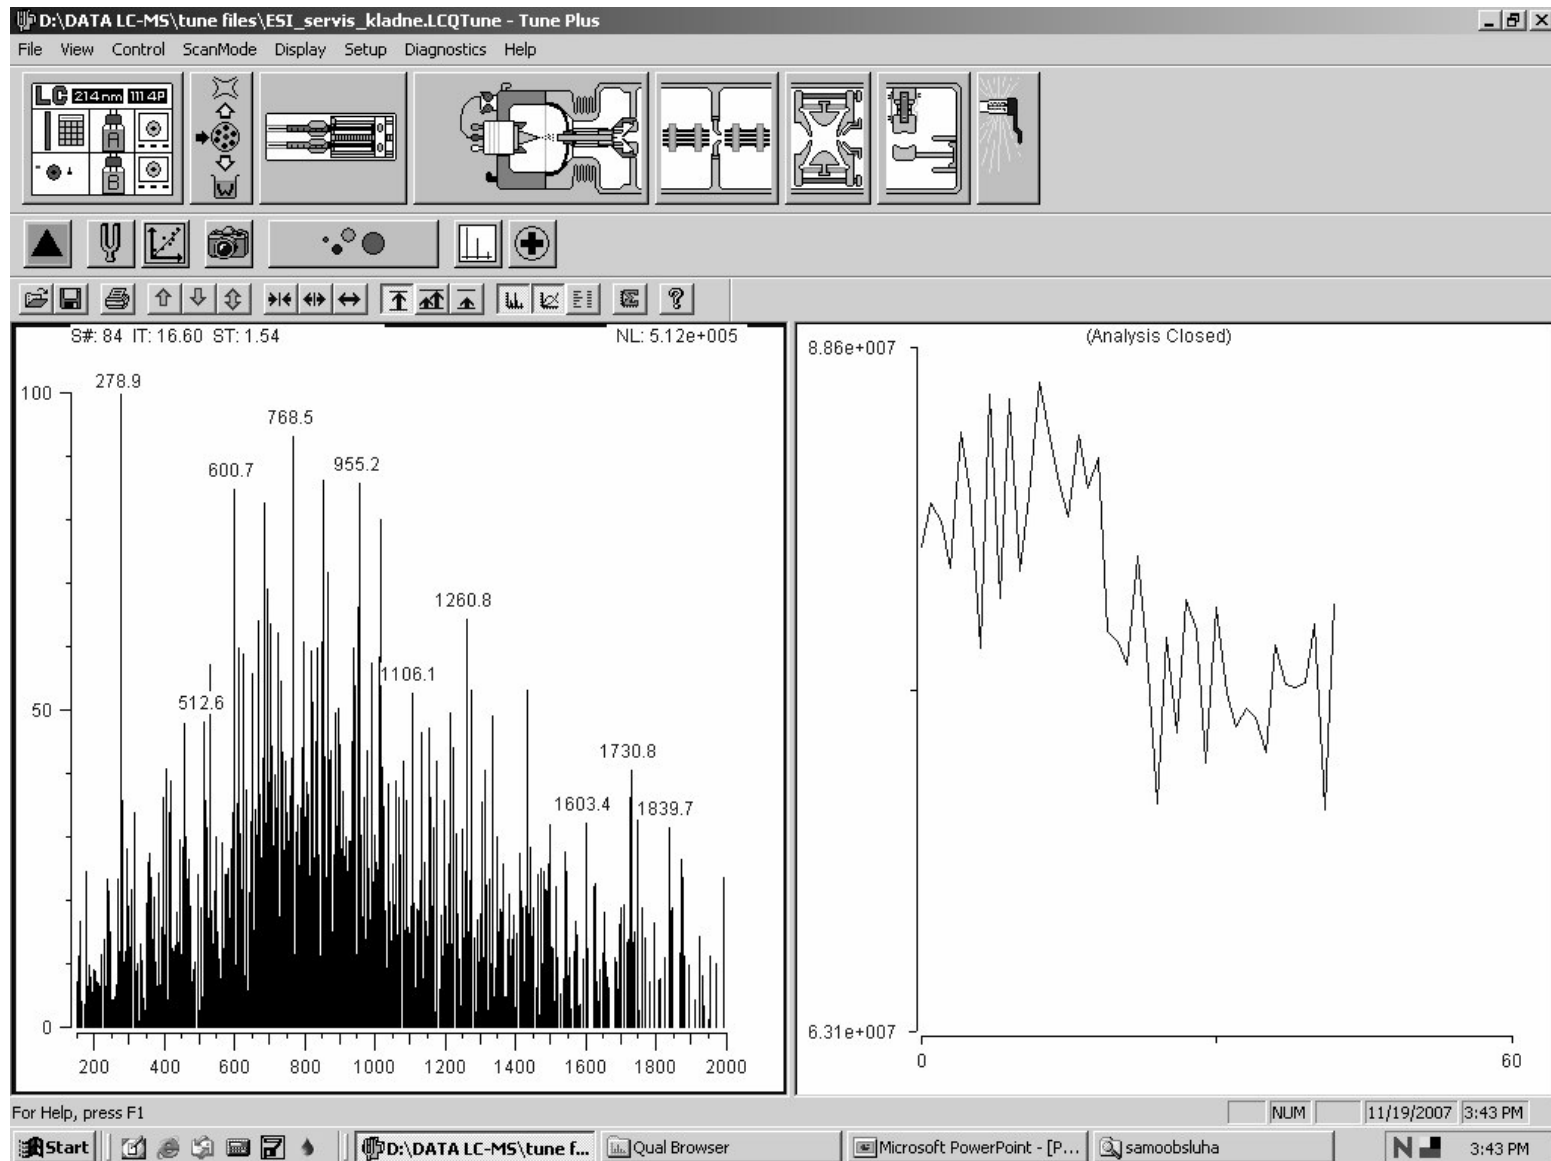 D:\DATA LC-MS\tune files\ESI_servis_kladne.LCQTune - Tune Plus
File View Control ScanMode Display Setup Diagnostics Help
LC 214nm 111 4P
A
B
W
S#: 84 IT: 16.60 ST: 1.54 NL: 5.12e+005
(Analysis Closed)
8.86e+007
278.9
100
768.5
600.7
955.2
1260.8
1106.1
512.6
50
1730.8
1603.4
1839.7
0
6.31e+007
200 400 600 800 1000 1200 1400 1600 1800 2000
0 60
For Help, press F1 NUM 11/19/2007 3:43 PM
Start D:\DATA LC-MS\tune f... Qual Browser Microsoft PowerPoint - [P... samoobsluha N 3:43 PM